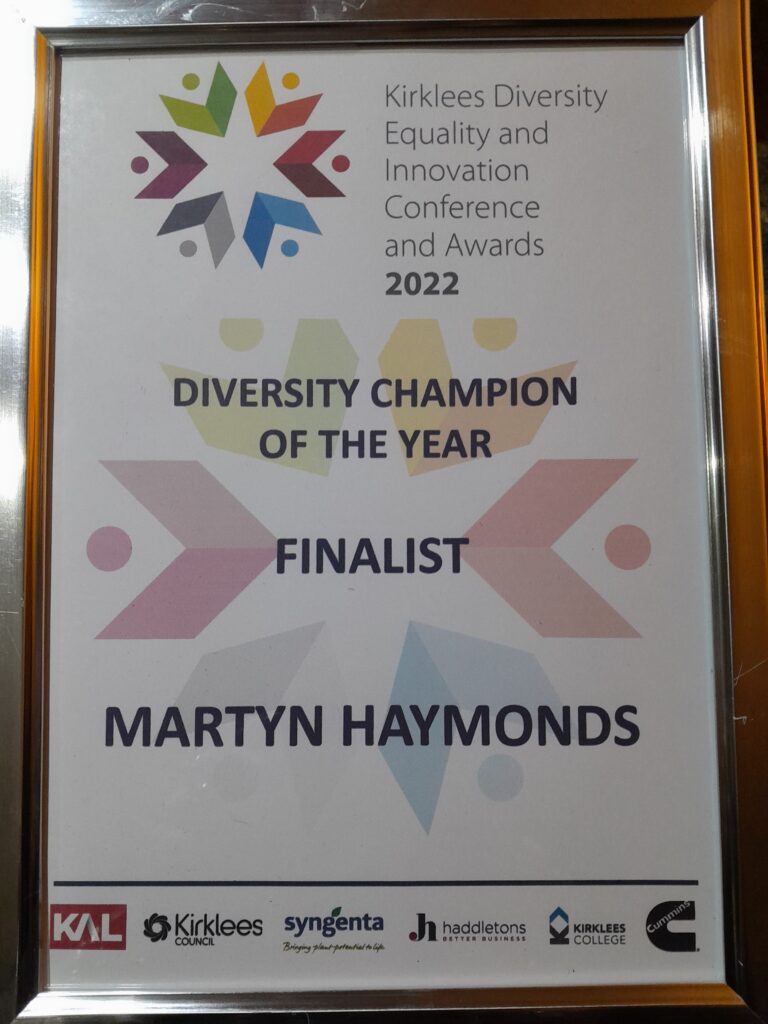 Kirklees Diversity
Equality and
Innovation
Conference
and Awards
2022
DIVERSITY CHAMPION
OF THE YEAR
FINALIST
MARTYN HAYMONDS
KAL
Kirklees
COUNCIL
syngenta
Bringing plant potential to life
Jh haddletons
BETTER BUSINESS
KIRKLEES
COLLEGE
Cummins